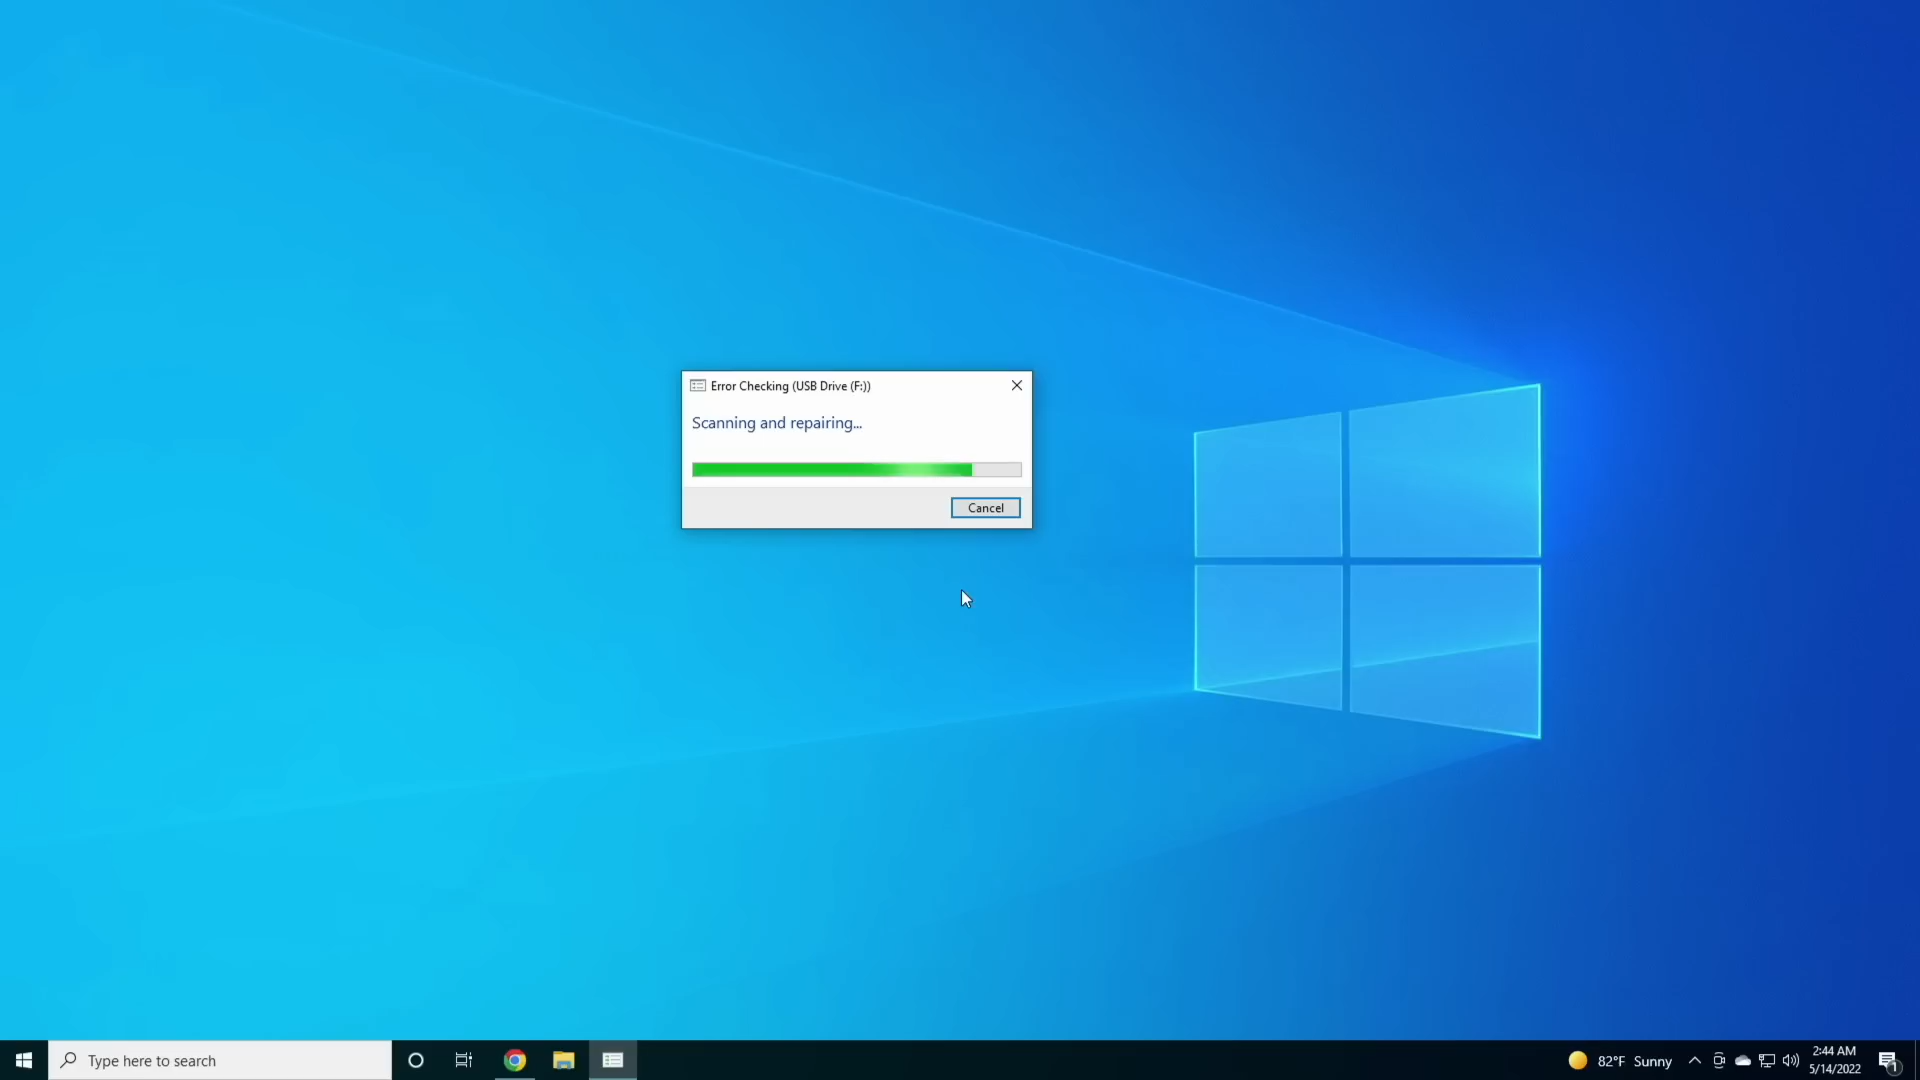 Error Checking (USB Drive (F:))
Scanning and repairing...
Cancel
Type here to search
82°F Sunny
2:44 AM
5/14/2022
1